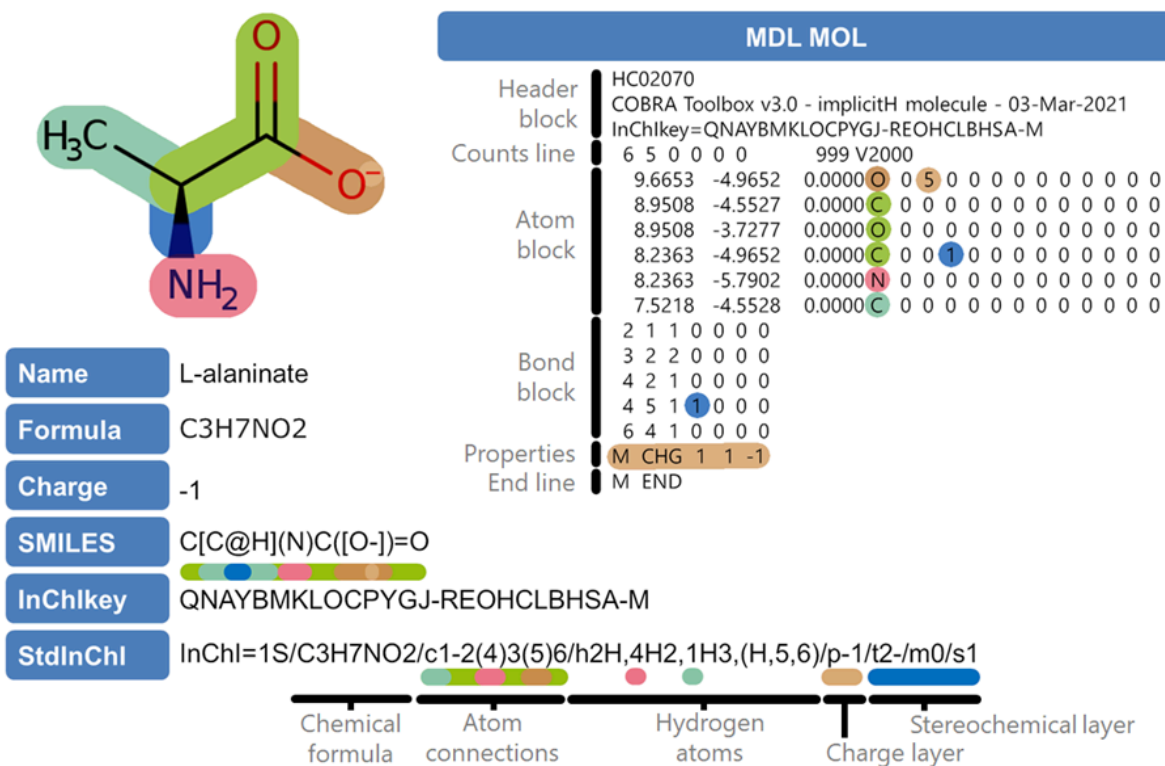 O
H₃C
O⁻
NH₂
Name
L-alaninate
Formula
C3H7NO2
Charge
-1
SMILES
C[C@H](N)C([O-])=O
InChIkey
QNAYBMKLOCPYGJ-REOHCLBHSA-M
StdInChI
InChI=1S/C3H7NO2/c1-2(4)3(5)6/h2H,4H2,1H3,(H,5,6)/p-1/t2-/m0/s1
Chemical formula
Atom connections
Hydrogen atoms
Charge layer
Stereochemical layer
MDL MOL
Header block
HC02070
COBRA Toolbox v3.0 - implicitH molecule - 03-Mar-2021
InChIkey=QNAYBMKLOCPYGJ-REOHCLBHSA-M
Counts line
6 5 0 0 0 0 999 V2000
Atom block
9.6653 -4.9652 0.0000 O 0 5 0 0 0 0 0 0 0 0 0 0
8.9508 -4.5527 0.0000 C 0 0 0 0 0 0 0 0 0 0 0 0
8.9508 -3.7277 0.0000 O 0 0 0 0 0 0 0 0 0 0 0 0
8.2363 -4.9652 0.0000 C 0 0 1 0 0 0 0 0 0 0 0 0
8.2363 -5.7902 0.0000 N 0 0 0 0 0 0 0 0 0 0 0 0
7.5218 -4.5528 0.0000 C 0 0 0 0 0 0 0 0 0 0 0 0
Bond block
2 1 1 0 0 0 0
3 2 2 0 0 0 0
4 2 1 0 0 0 0
4 5 1 1 0 0 0
6 4 1 0 0 0 0
Properties
M CHG 1 1 -1
End line
M END